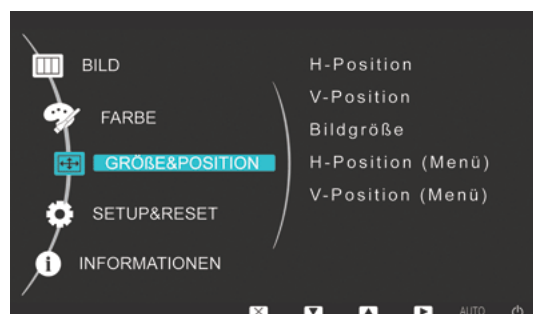 BILD
FARBE
GRÖßE&POSITION
SETUP&RESET
INFORMATIONEN
H-Position
V-Position
Bildgröße
H-Position (Menü)
V-Position (Menü)
AUTO